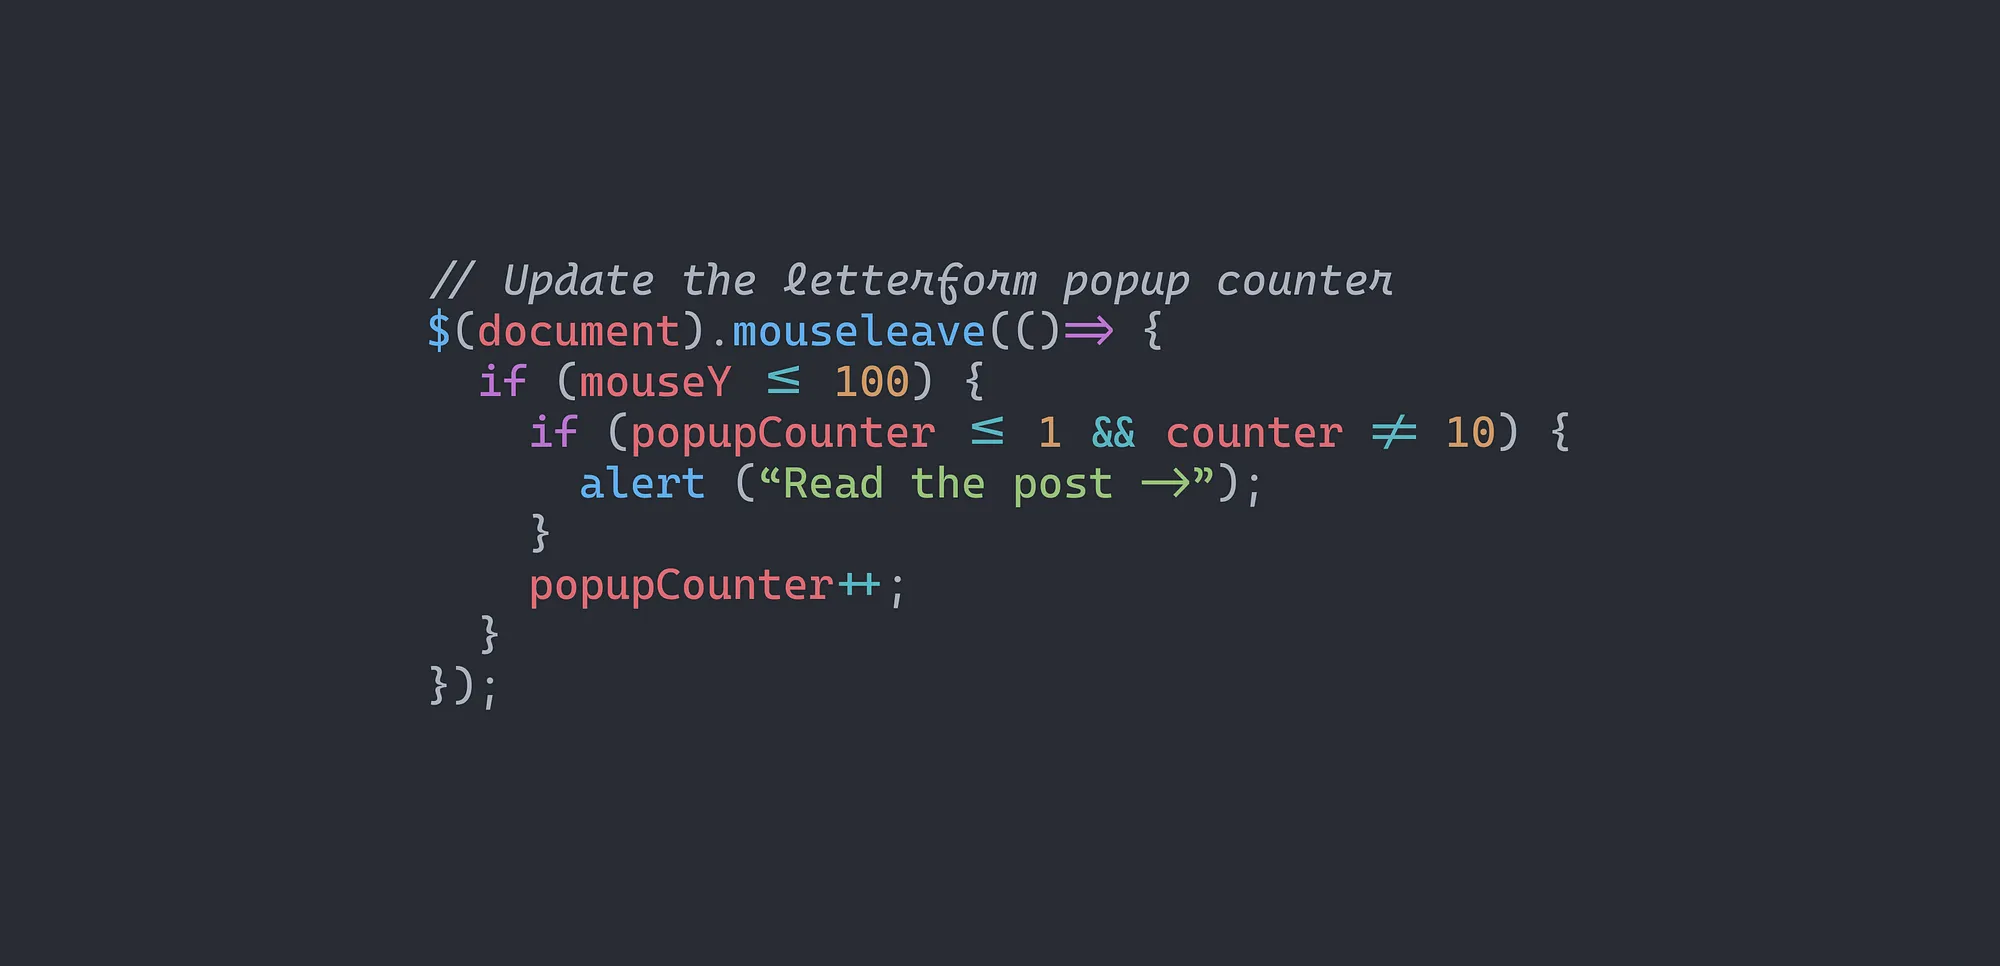 // Update the letterform popup counter
$(document).mouseleave(()=> {
  if (mouseY ≤ 100) {
    if (popupCounter ≤ 1 && counter ≠ 10) {
      alert (“Read the post ->”);
    }
    popupCounter++;
  }
});